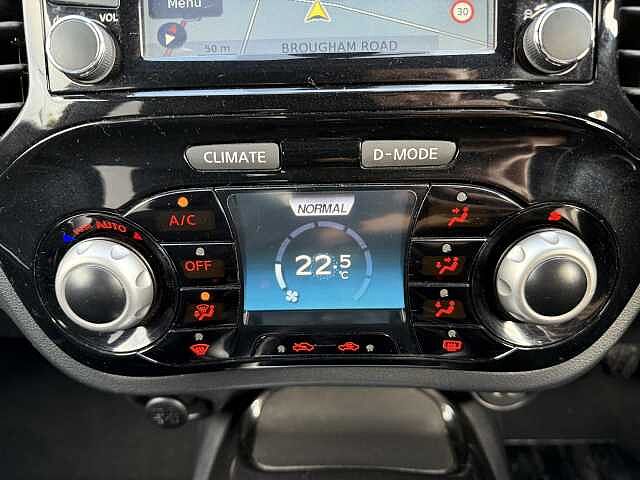 Menu
VOL
30
50 m
BROUGHAM ROAD
CLIMATE
D-MODE
NORMAL
A/C
AUTO
OFF
22.5
°C